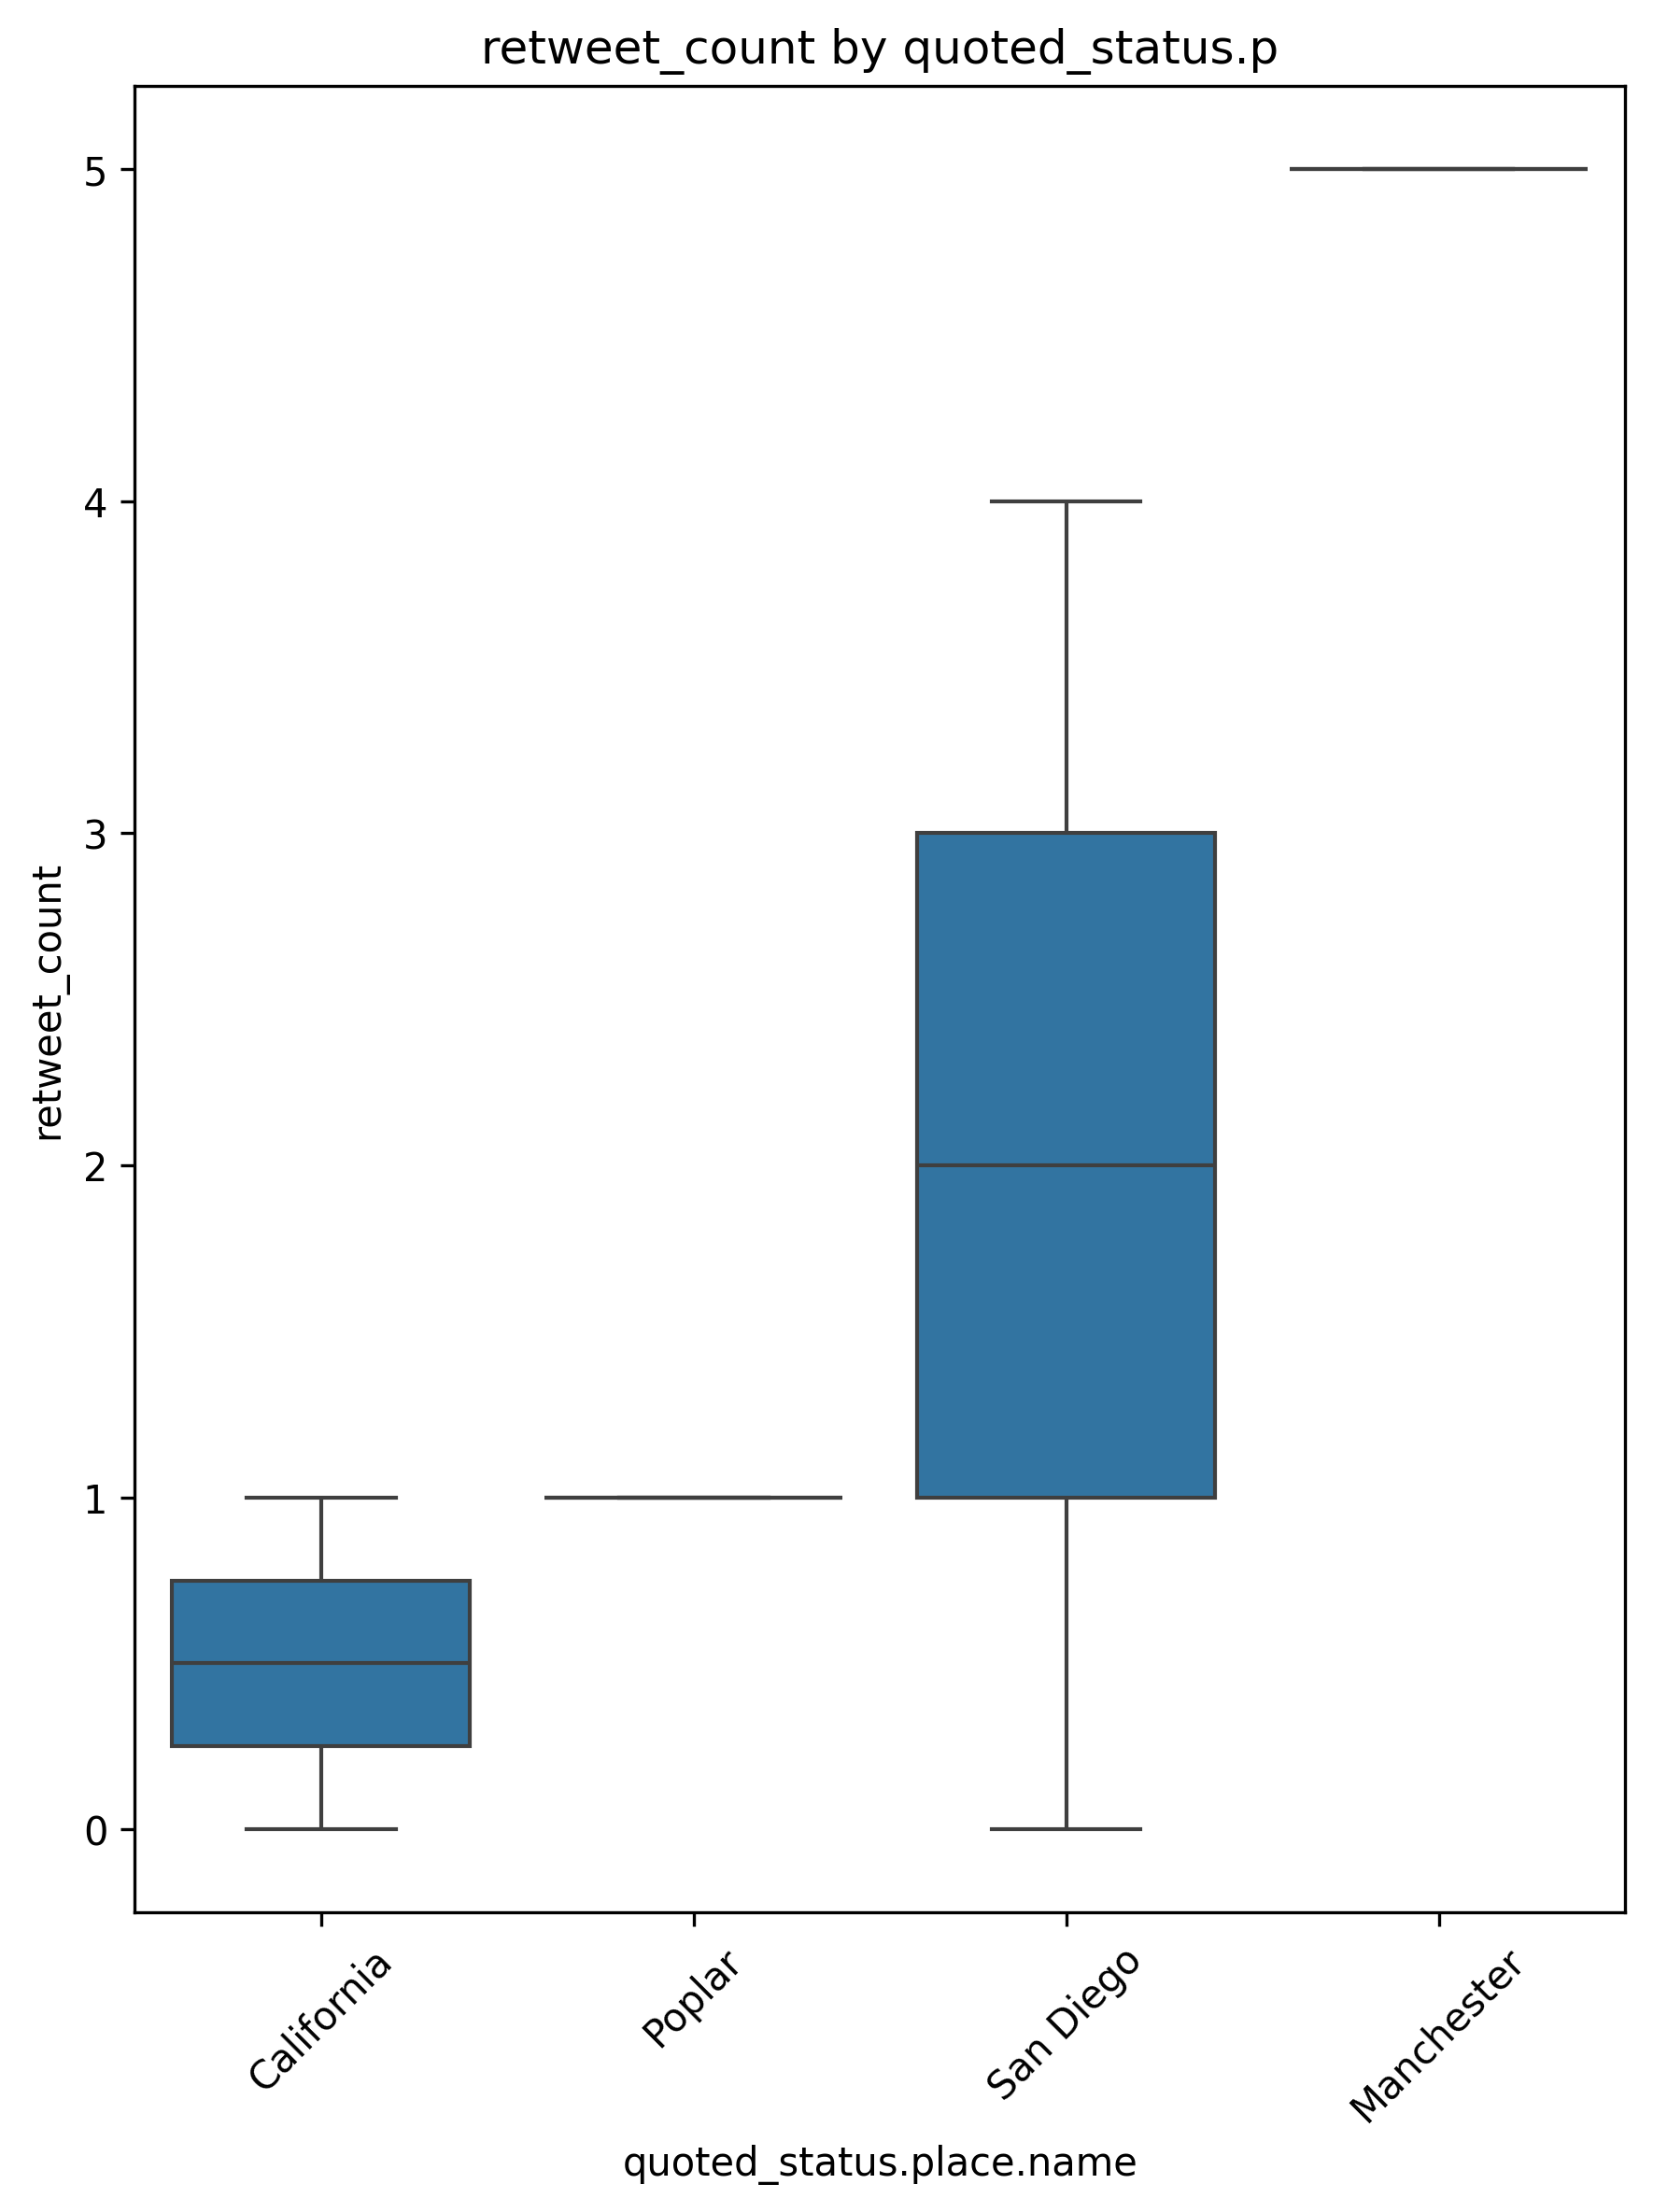 retweet_count by quoted_status.p
retweet_count
5
4
3
2
1
0
California
Poplar
San Diego
Manchester
quoted_status.place.name